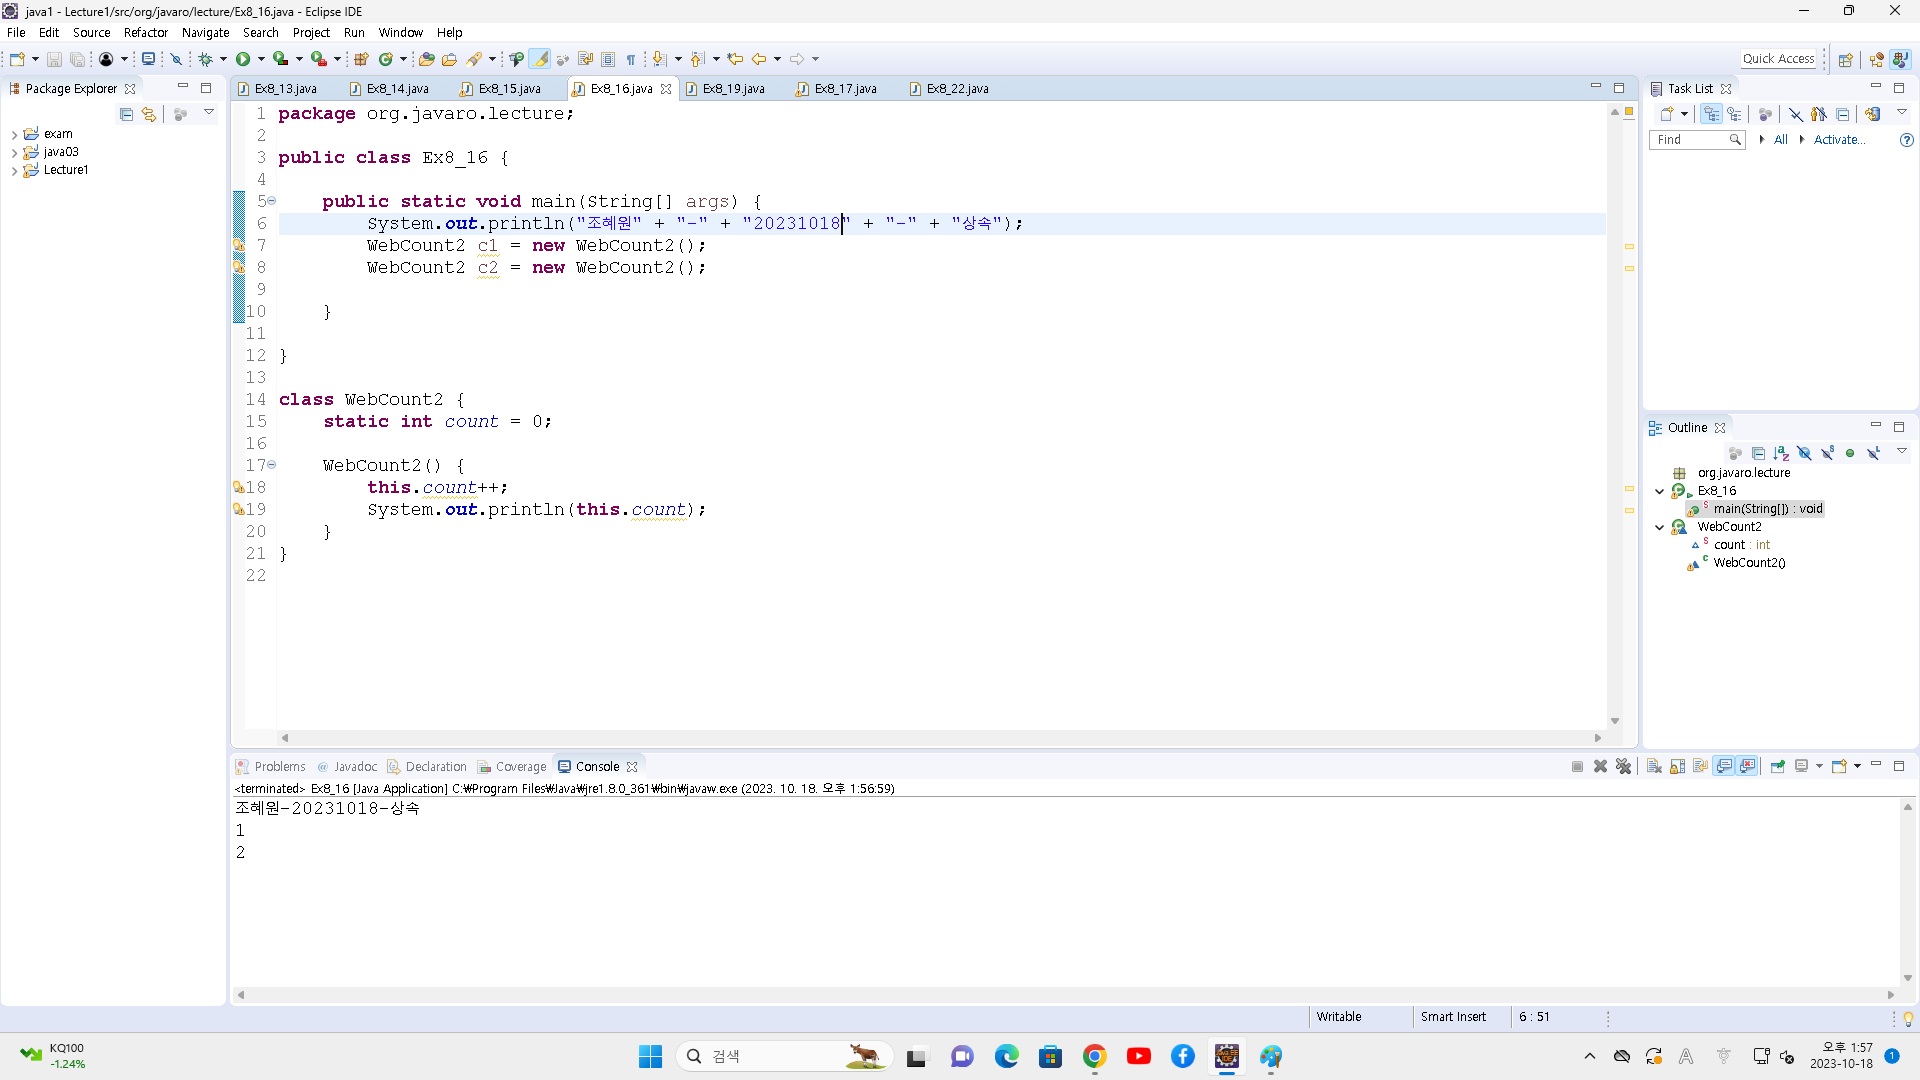 java1 - Lecture1/src/org/javaro/lecture/Ex8_16.java - Eclipse IDE
File Edit Source Refactor Navigate Search Project Run Window Help
Quick Access
Package Explorer
exam
java03
Lecture1
Ex8_13.java Ex8_14.java Ex8_15.java Ex8_16.java Ex8_19.java Ex8_17.java Ex8_22.java
1 package org.javaro.lecture;
2
3 public class Ex8_16 {
4
5 public static void main(String[] args) {
6 System.out.println("조혜원" + "-" + "20231018" + "-" + "상속");
7 WebCount2 c1 = new WebCount2();
8 WebCount2 c2 = new WebCount2();
9
10 }
11
12 }
13
14 class WebCount2 {
15 static int count = 0;
16
17 WebCount2() {
18 this.count++;
19 System.out.println(this.count);
20 }
21 }
22
Task List
Find All Activate...
Outline
org.javaro.lecture
Ex8_16
main(String[]) : void
WebCount2
count : int
WebCount2()
Problems @ Javadoc Declaration Coverage Console
<terminated> Ex8_16 [Java Application] C:₩Program Files₩Java₩jre1.8.0_361₩bin₩javaw.exe (2023. 10. 18. 오후 1:56:59)
조혜원-20231018-상속
1
2
Writable Smart Insert 6 : 51
KQ100
-1.24%
검색
오후 1:57
2023-10-18
1